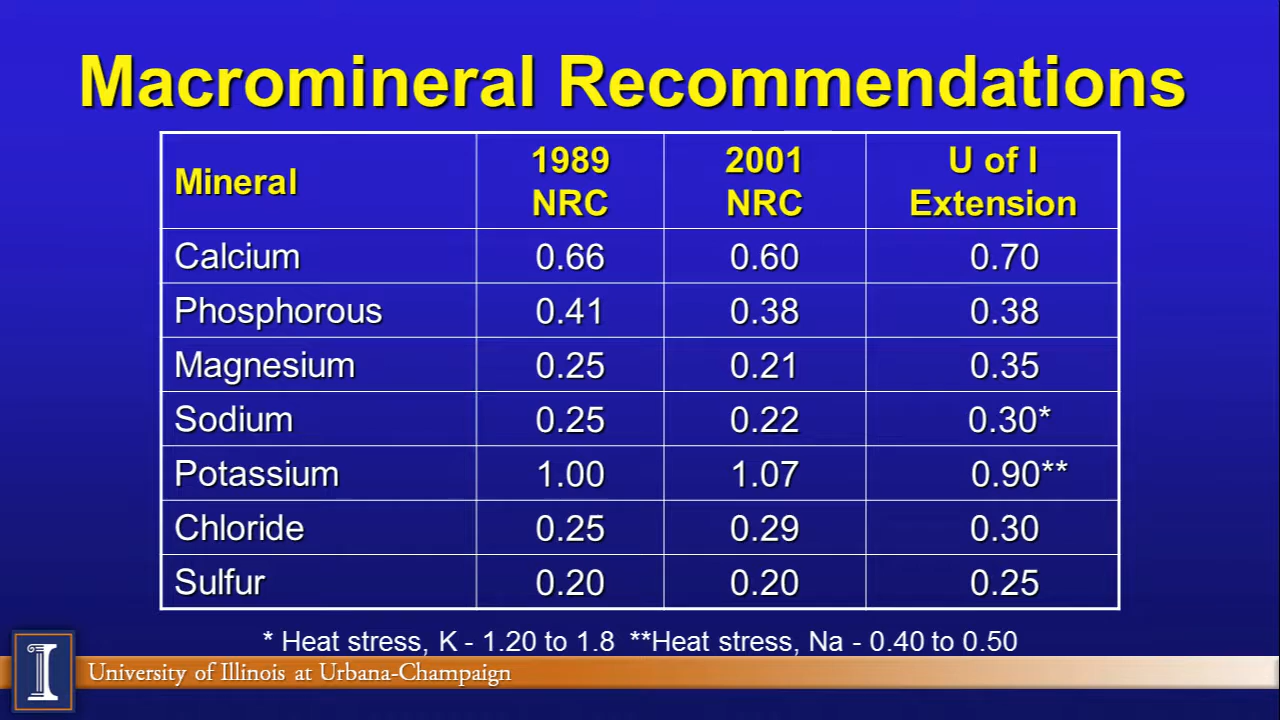 Macromineral Recommendations
Mineral 1989 NRC 2001 NRC U of I Extension
Calcium 0.66 0.60 0.70
Phosphorous 0.41 0.38 0.38
Magnesium 0.25 0.21 0.35
Sodium 0.25 0.22 0.30*
Potassium 1.00 1.07 0.90**
Chloride 0.25 0.29 0.30
Sulfur 0.20 0.20 0.25
* Heat stress, K - 1.20 to 1.8 **Heat stress, Na - 0.40 to 0.50
I University of Illinois at Urbana-Champaign